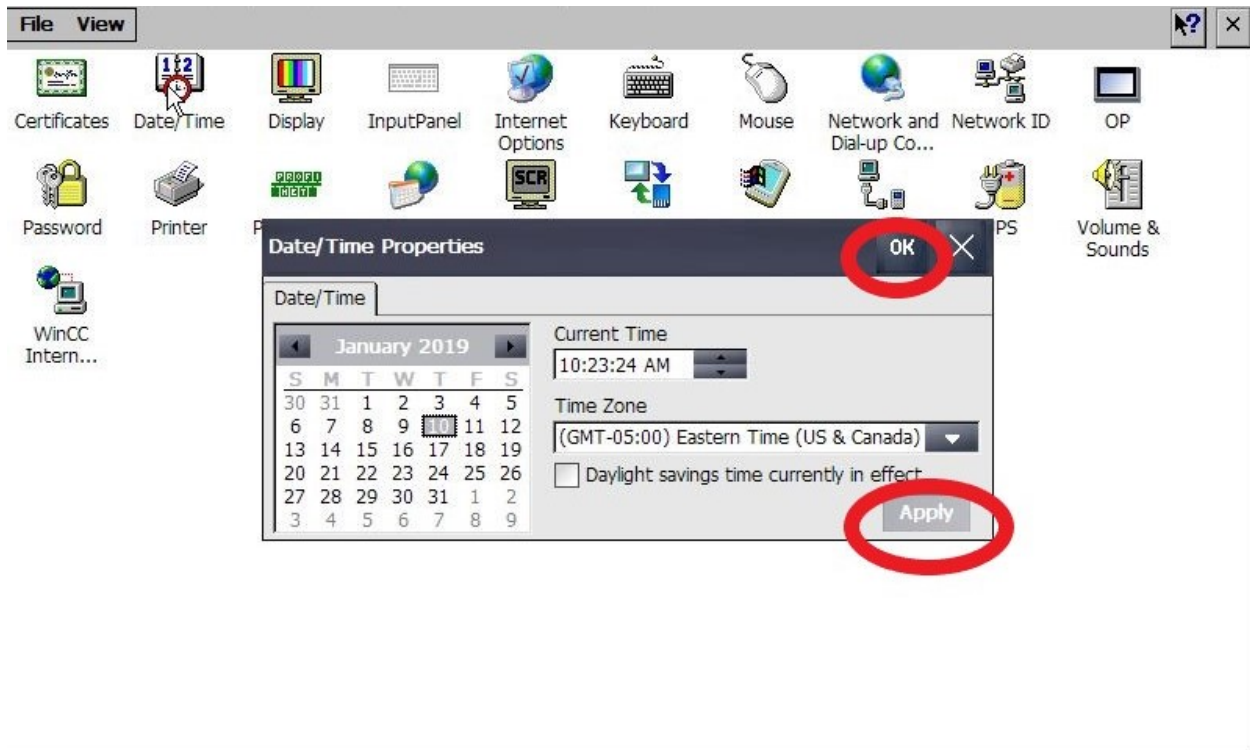 File View
Certificates Date/Time Display InputPanel Internet Options Keyboard Mouse Network and Dial-up Co... Network ID OP
Password Printer PROFI NET SCR PS Volume & Sounds
WinCC Intern...
Date/Time Properties OK
Date/Time
January 2019
S M T W T F S
30 31 1 2 3 4 5
6 7 8 9 10 11 12
13 14 15 16 17 18 19
20 21 22 23 24 25 26
27 28 29 30 31 1 2
3 4 5 6 7 8 9
Current Time
10:23:24 AM
Time Zone
(GMT-05:00) Eastern Time (US & Canada)
Daylight savings time currently in effect
Apply